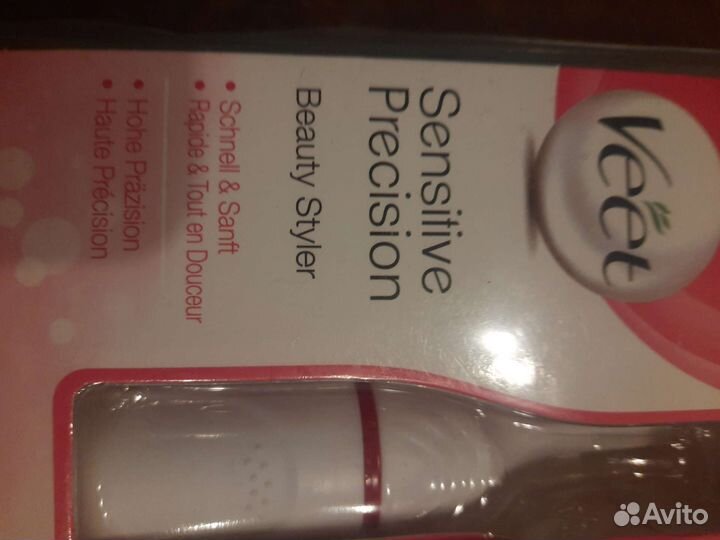 Veet
Sensitive
Precision
Beauty Styler
• Schnell & Sanft
• Rapide & Tout en Douceur
• Hohe Präzision
• Haute Précision
Avito